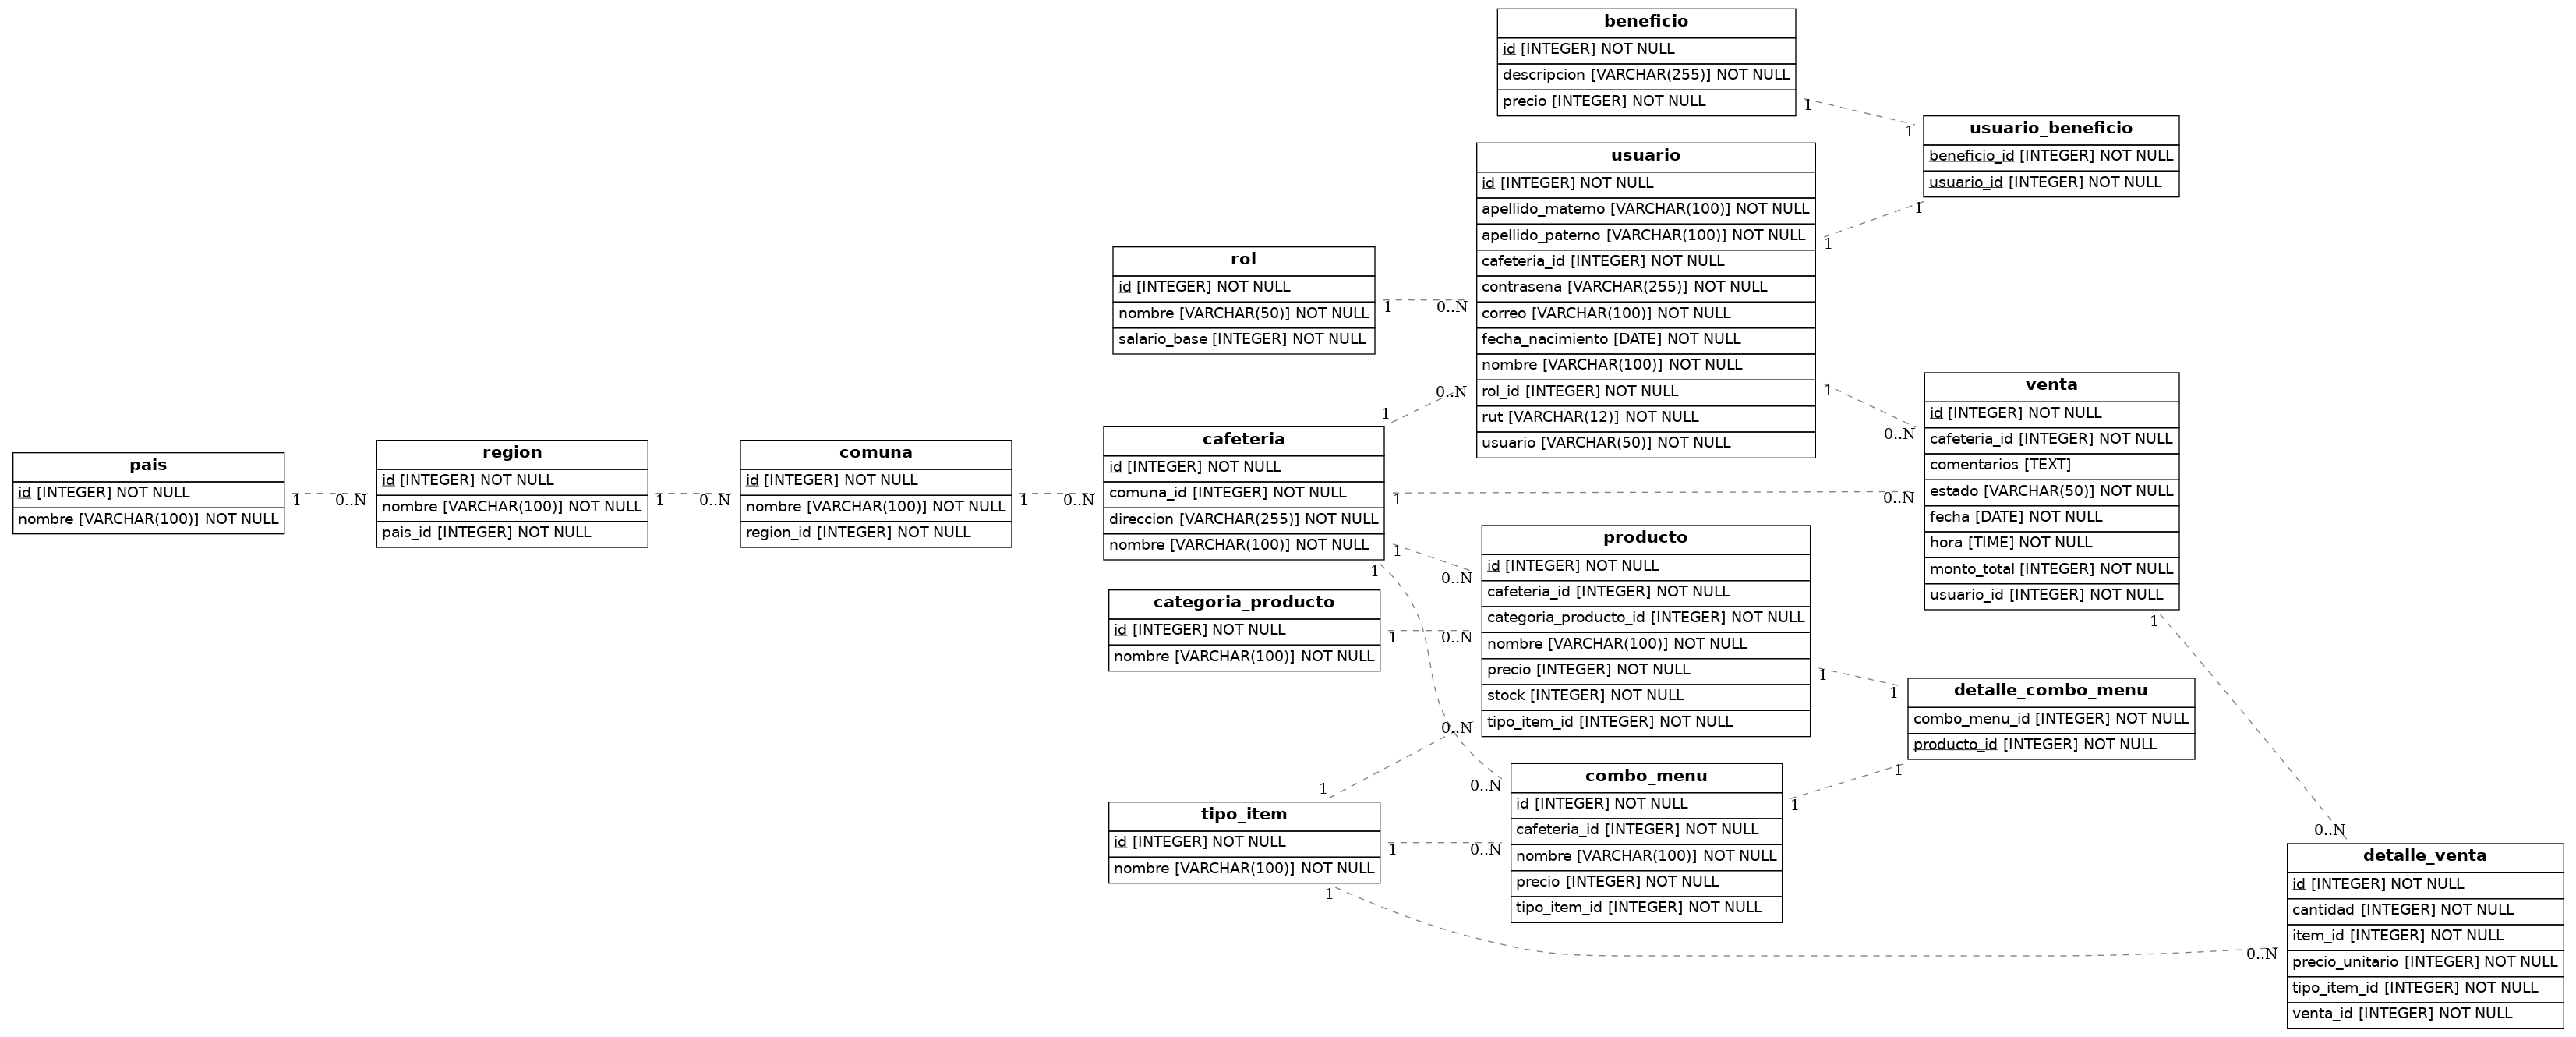 beneficio
id [INTEGER] NOT NULL
descripcion [VARCHAR(255)] NOT NULL
precio [INTEGER] NOT NULL
1
1
usuario_beneficio
beneficio_id [INTEGER] NOT NULL
usuario_id [INTEGER] NOT NULL
1
1
usuario
id [INTEGER] NOT NULL
apellido_materno [VARCHAR(100)] NOT NULL
apellido_paterno [VARCHAR(100)] NOT NULL
cafeteria_id [INTEGER] NOT NULL
contrasena [VARCHAR(255)] NOT NULL
correo [VARCHAR(100)] NOT NULL
fecha_nacimiento [DATE] NOT NULL
nombre [VARCHAR(100)] NOT NULL
rol_id [INTEGER] NOT NULL
rut [VARCHAR(12)] NOT NULL
usuario [VARCHAR(50)] NOT NULL
rol
id [INTEGER] NOT NULL
nombre [VARCHAR(50)] NOT NULL
salario_base [INTEGER] NOT NULL
1
0..N
1
0..N
1
0..N
pais
id [INTEGER] NOT NULL
nombre [VARCHAR(100)] NOT NULL
1
0..N
region
id [INTEGER] NOT NULL
nombre [VARCHAR(100)] NOT NULL
pais_id [INTEGER] NOT NULL
1
0..N
comuna
id [INTEGER] NOT NULL
nombre [VARCHAR(100)] NOT NULL
region_id [INTEGER] NOT NULL
1
0..N
cafeteria
id [INTEGER] NOT NULL
comuna_id [INTEGER] NOT NULL
direccion [VARCHAR(255)] NOT NULL
nombre [VARCHAR(100)] NOT NULL
1
0..N
1
0..N
1
0..N
venta
id [INTEGER] NOT NULL
cafeteria_id [INTEGER] NOT NULL
comentarios [TEXT]
estado [VARCHAR(50)] NOT NULL
fecha [DATE] NOT NULL
hora [TIME] NOT NULL
monto_total [INTEGER] NOT NULL
usuario_id [INTEGER] NOT NULL
1
0..N
categoria_producto
id [INTEGER] NOT NULL
nombre [VARCHAR(100)] NOT NULL
1
0..N
producto
id [INTEGER] NOT NULL
cafeteria_id [INTEGER] NOT NULL
categoria_producto_id [INTEGER] NOT NULL
nombre [VARCHAR(100)] NOT NULL
precio [INTEGER] NOT NULL
stock [INTEGER] NOT NULL
tipo_item_id [INTEGER] NOT NULL
1
1
detalle_combo_menu
combo_menu_id [INTEGER] NOT NULL
producto_id [INTEGER] NOT NULL
1
1
tipo_item
id [INTEGER] NOT NULL
nombre [VARCHAR(100)] NOT NULL
1
0..N
1
0..N
1
0..N
combo_menu
id [INTEGER] NOT NULL
cafeteria_id [INTEGER] NOT NULL
nombre [VARCHAR(100)] NOT NULL
precio [INTEGER] NOT NULL
tipo_item_id [INTEGER] NOT NULL
detalle_venta
id [INTEGER] NOT NULL
cantidad [INTEGER] NOT NULL
item_id [INTEGER] NOT NULL
precio_unitario [INTEGER] NOT NULL
tipo_item_id [INTEGER] NOT NULL
venta_id [INTEGER] NOT NULL